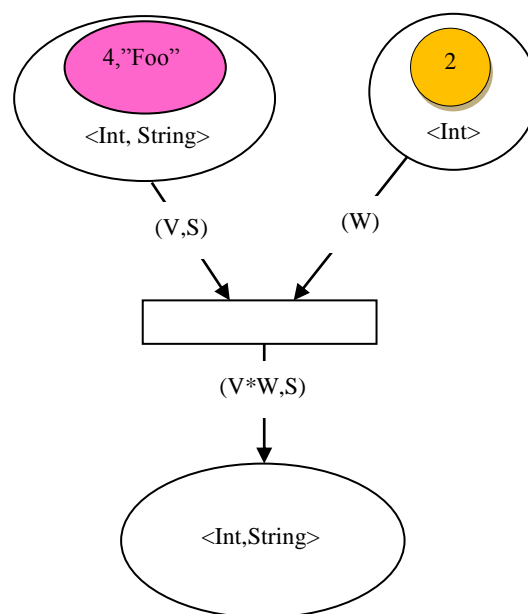 4,”Foo”
2
<Int, String>
<Int>
(V,S)
(W)
(V*W,S)
<Int,String>